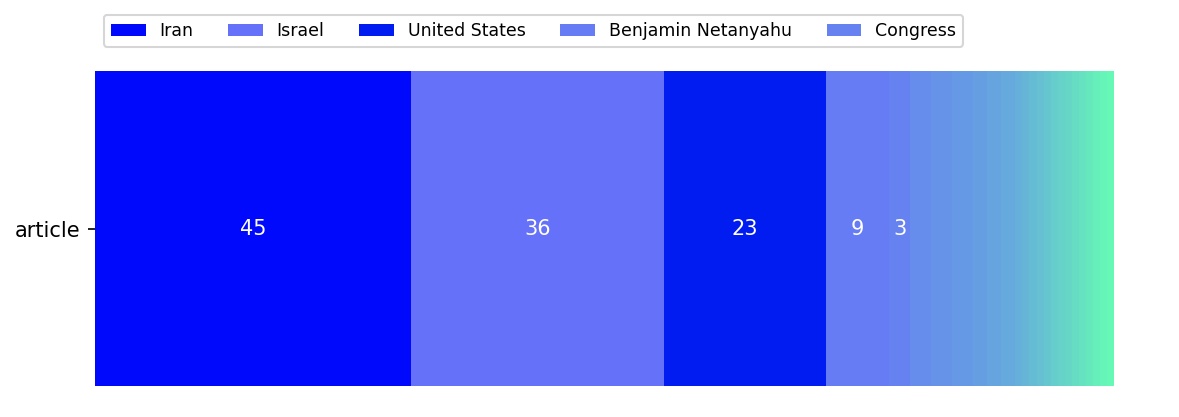 Iran Israel United States Benjamin Netanyahu Congress
article 45 36 23 9 3